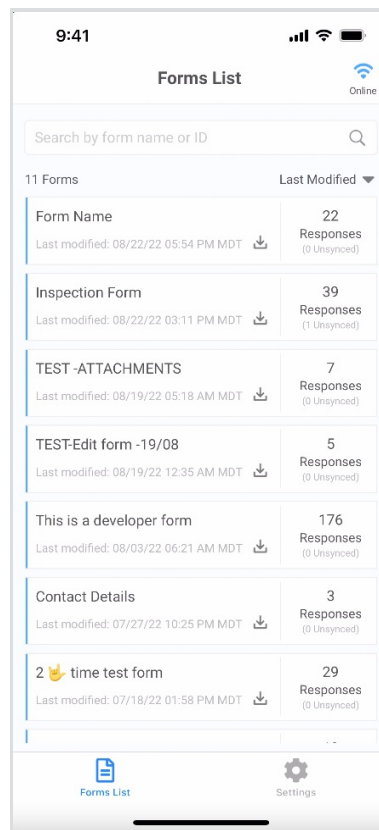 9:41
Forms List
Online
Search by form name or ID
11 Forms
Last Modified
Form Name
Last modified: 08/22/22 05:54 PM MDT
22
Responses
(0 Unsynced)
Inspection Form
Last modified: 08/22/22 03:11 PM MDT
39
Responses
(1 Unsynced)
TEST -ATTACHMENTS
Last modified: 08/19/22 05:18 AM MDT
7
Responses
(0 Unsynced)
TEST-Edit form -19/08
Last modified: 08/19/22 12:35 AM MDT
5
Responses
(0 Unsynced)
This is a developer form
Last modified: 08/03/22 06:21 AM MDT
176
Responses
(0 Unsynced)
Contact Details
Last modified: 07/27/22 10:25 PM MDT
3
Responses
(0 Unsynced)
2 🤟 time test form
Last modified: 07/18/22 01:58 PM MDT
29
Responses
(0 Unsynced)
Forms List
Settings